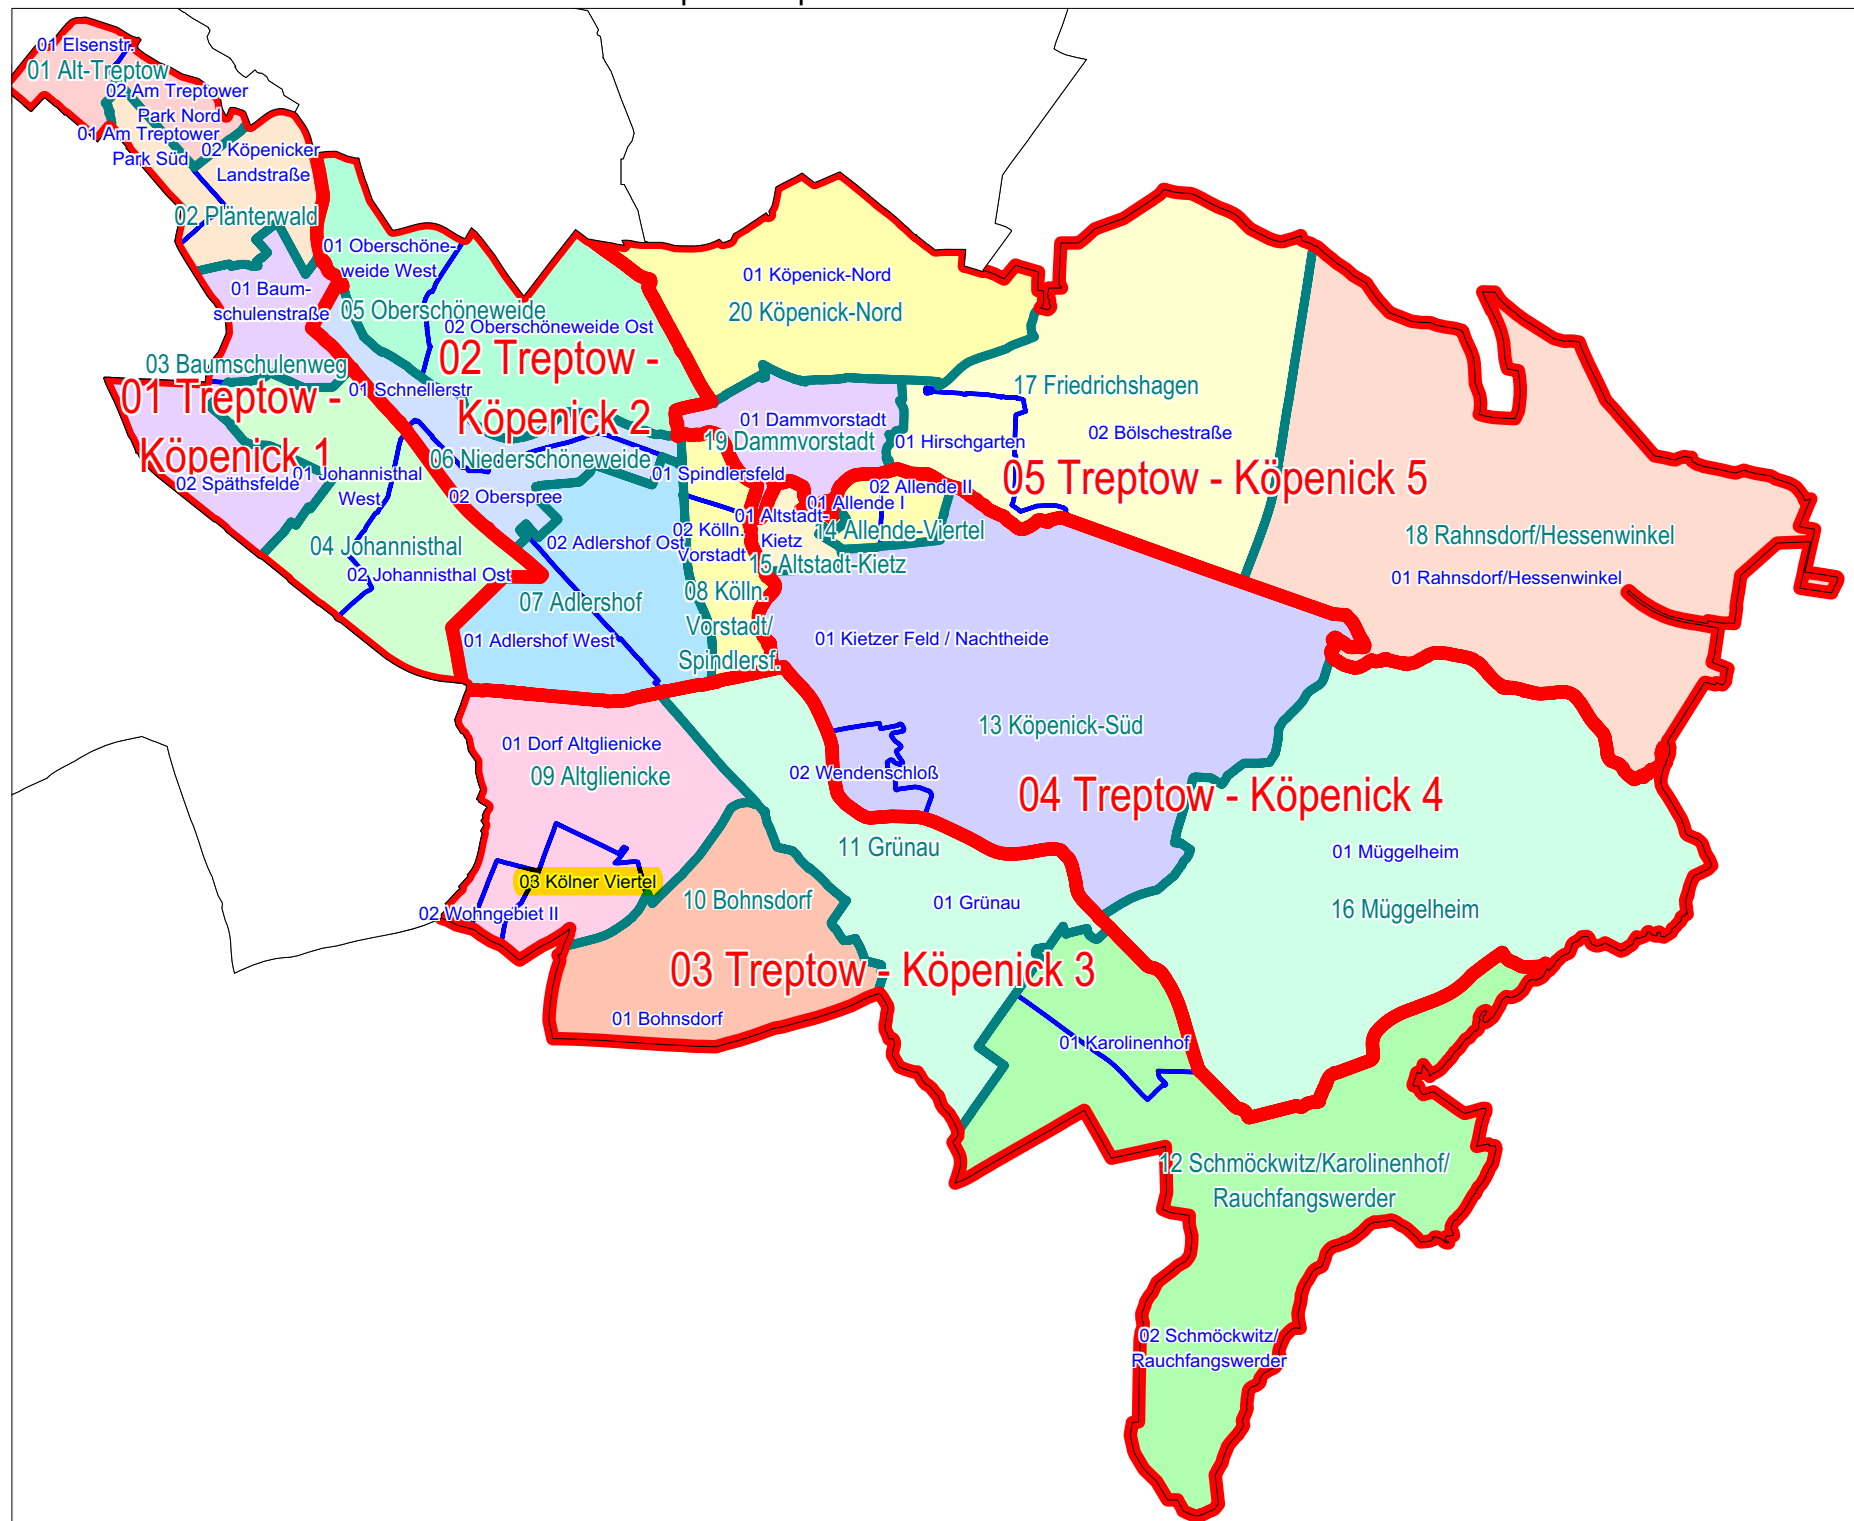 01 Elsenstr.
01 Alt-Treptow
02 Am Treptower
Park Nord
01 Am Treptower
Park Süd
02 Köpenicker
Landstraße
02 Plänterwald
01 Oberschöne-
weide West
01 Baum-
schulenstraße
05 Oberschöneweide
02 Oberschöneweide Ost
02 Treptow -
Köpenick 2
03 Baumschulenweg
01 Treptow -
Köpenick 1
01 Schnellerstr
02 Späthsfelde
01 Johannisthal
West
06 Niederschöneweide
02 Oberspree
04 Johannisthal
02 Johannisthal Ost
02 Adlershof Ost
07 Adlershof
01 Adlershof West
01 Köpenick-Nord
20 Köpenick-Nord
01 Dammvorstadt
19 Dammvorstadt
01 Spindlersfeld
02 Kölln.
Vorstadt
08 Kölln.
Vorstadt/
Spindlersf.
01 Altstadt-
Kietz
15 Altstadt-Kietz
01 Allende I
02 Allende II
14 Allende-Viertel
01 Hirschgarten
17 Friedrichshagen
02 Bölschestraße
05 Treptow - Köpenick 5
18 Rahnsdorf/Hessenwinkel
01 Rahnsdorf/Hessenwinkel
01 Kietzer Feld / Nachtheide
13 Köpenick-Süd
02 Wendenschloß
04 Treptow - Köpenick 4
01 Müggelheim
16 Müggelheim
01 Dorf Altglienicke
09 Altglienicke
03 Kölner Viertel
02 Wohngebiet II
10 Bohnsdorf
11 Grünau
01 Grünau
03 Treptow - Köpenick 3
01 Bohnsdorf
01 Karolinenhof
12 Schmöckwitz/Karolinenhof/
Rauchfangswerder
02 Schmöckwitz/
Rauchfangswerder